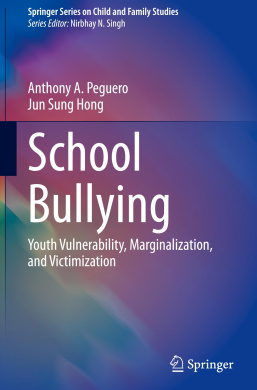 Springer Series on Child and Family Studies
Series Editor: Nirbhay N. Singh
Anthony A. Peguero
Jun Sung Hong
School
Bullying
Youth Vulnerability, Marginalization,
and Victimization
Springer